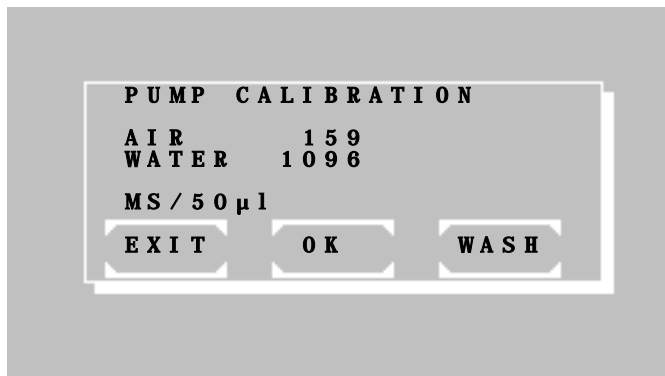 PUMP CALIBRATION
AIR 159
WATER 1096
MS/50µl
EXIT OK WASH